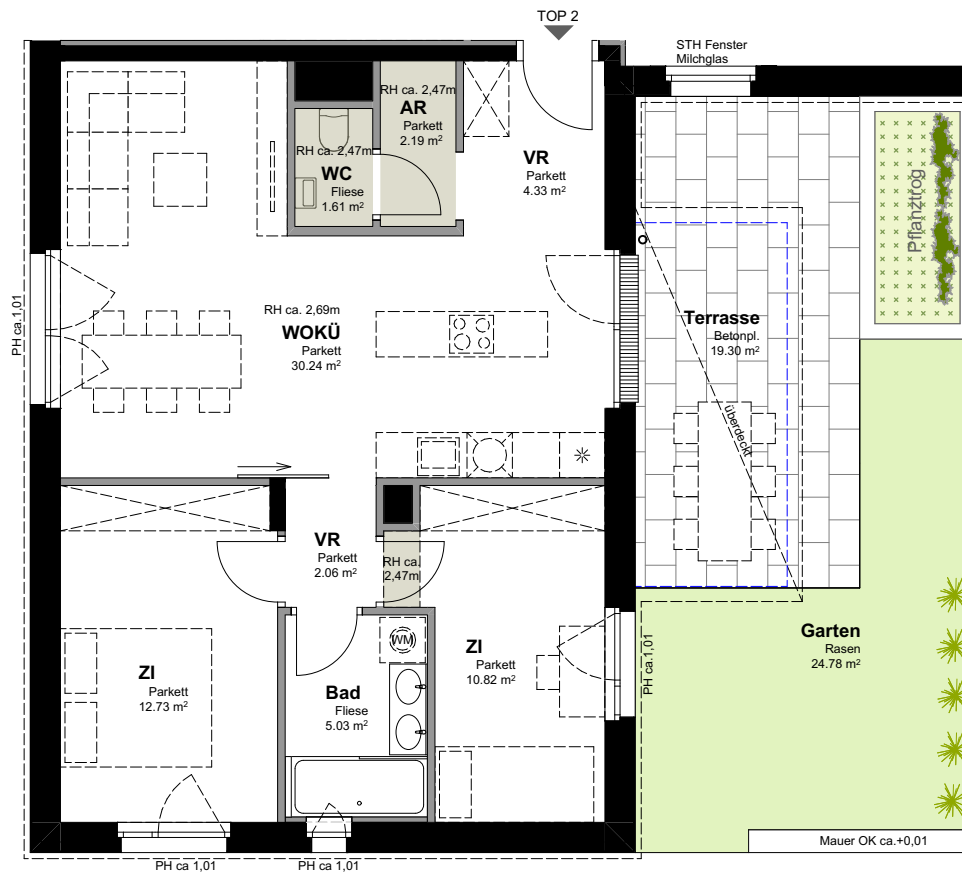 TOP 2
STH Fenster
Milchglas
RH ca. 2,47m
AR
Parkett
2.19 m²
RH ca. 2,47m
WC
Fliese
1.61 m²
VR
Parkett
4.33 m²
Pflanztrog
PH ca.1,01
RH ca. 2,69m
WOKÜ
Parkett
30.24 m²
Terrasse
Betonpl.
19.30 m²
überdeckt
VR
Parkett
2.06 m²
RH ca.
2,47m
WM
ZI
Parkett
12.73 m²
Bad
Fliese
5.03 m²
ZI
Parkett
10.82 m²
PH ca.1,01
Garten
Rasen
24.78 m²
Mauer OK ca.+0,01
PH ca 1,01
PH ca 1,01